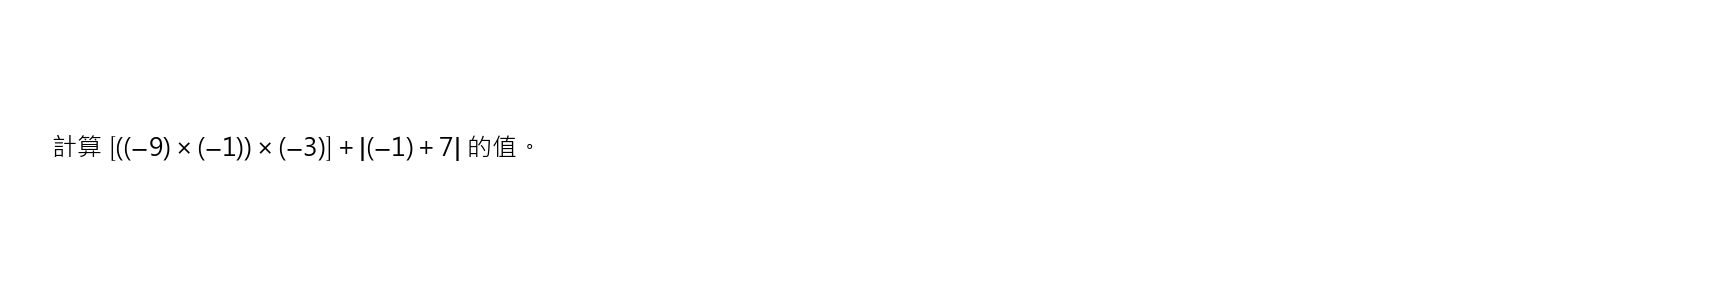 計算 [((−9) × (−1)) × (−3)] + |(−1) + 7| 的值。